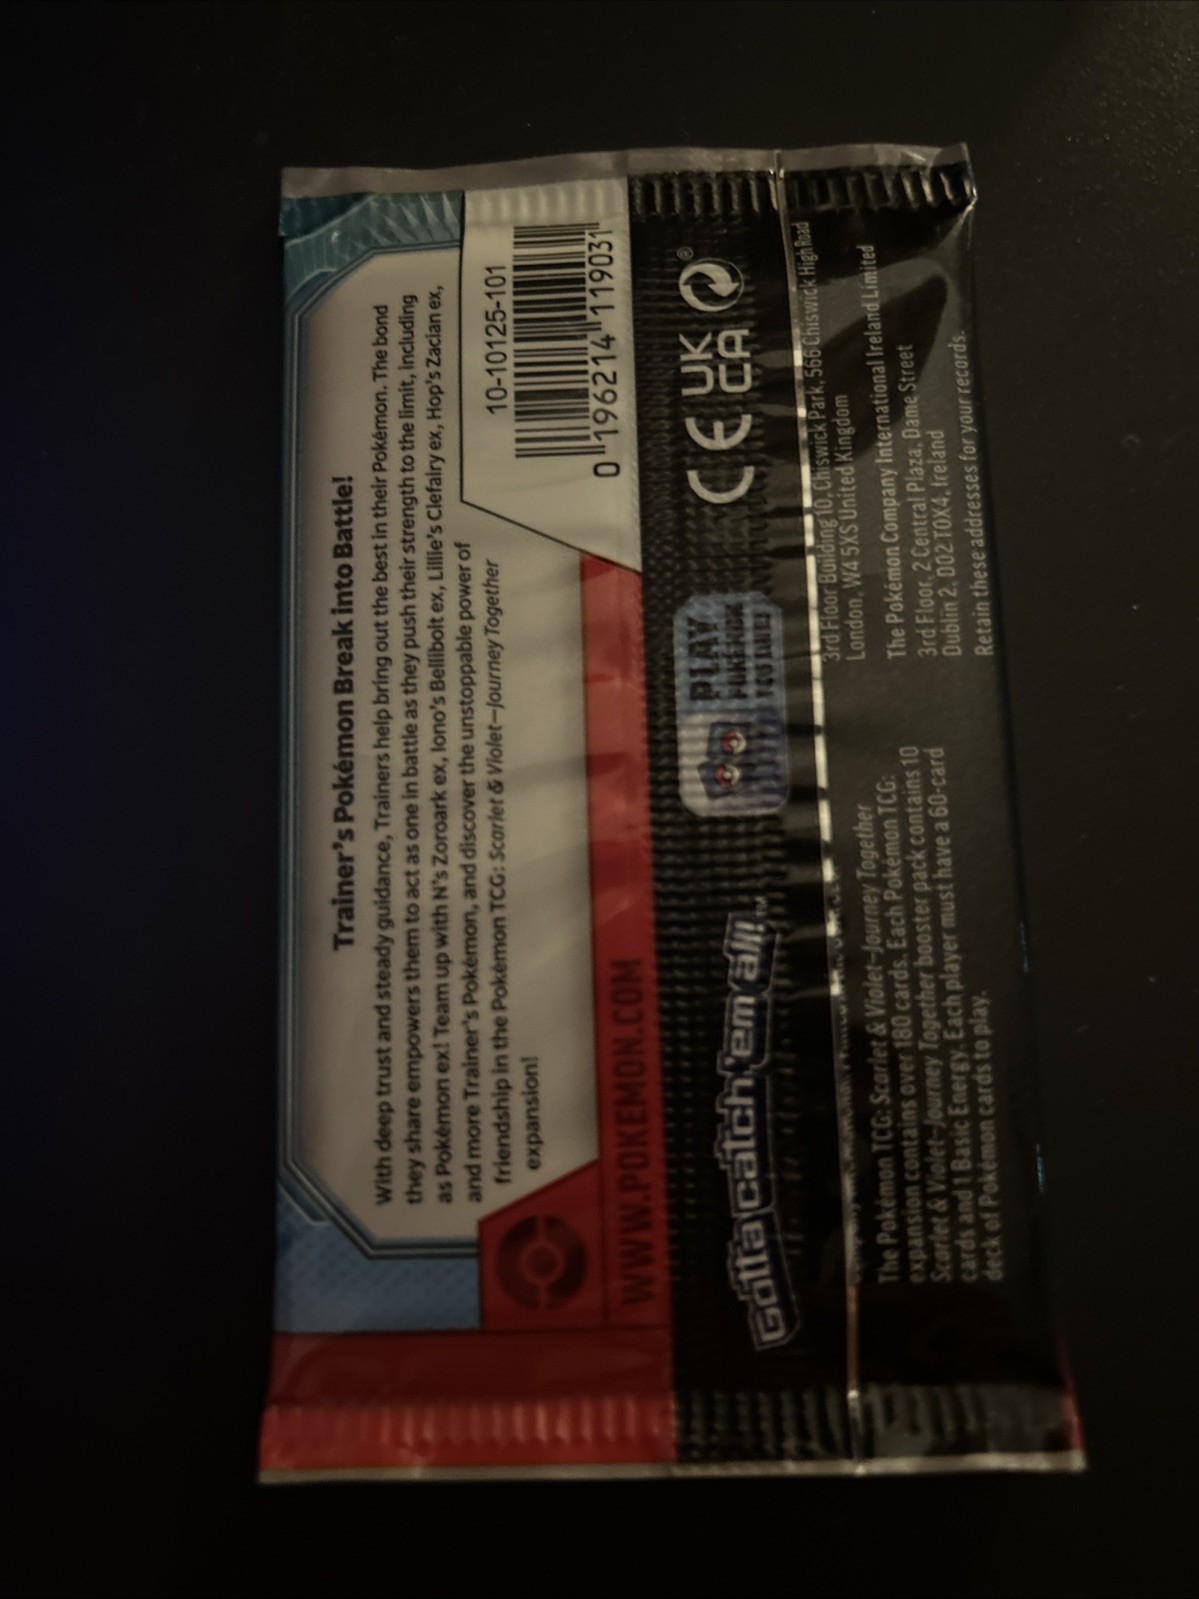 Trainer's Pokémon Break into Battle!
With deep trust and steady guidance, Trainers help bring out the best in their Pokémon. The bond
they share empowers them to act as one in battle as they push their strength to the limit, including
as Pokémon ex! Team up with N's Zoroark ex, Iono's Bellibolt ex, Lillie's Clefairy ex, Hop's Zacian ex,
and more Trainer's Pokémon, and discover the unstoppable power of
friendship in the Pokémon TCG: Scarlet & Violet—Journey Together
expansion!
10-10125-101
0 196214 119031
WWW.POKEMON.COM
Gotta catch 'em all!™
PLAY
POKÉMON
TCG LIVE!
CE
UK
CA
®
The Pokémon TCG: Scarlet & Violet—Journey Together
expansion contains over 180 cards. Each Pokémon TCG:
Scarlet & Violet—Journey Together booster pack contains 10
cards and 1 Basic Energy. Each player must have a 60-card
deck of Pokémon cards to play.
3rd Floor Building 10, Chiswick Park, 566 Chiswick High Road
London, W4 5XS United Kingdom
The Pokémon Company International Ireland Limited
3rd Floor, 2 Central Plaza, Dame Street
Dublin 2, D02 T0X4, Ireland
Retain these addresses for your records.